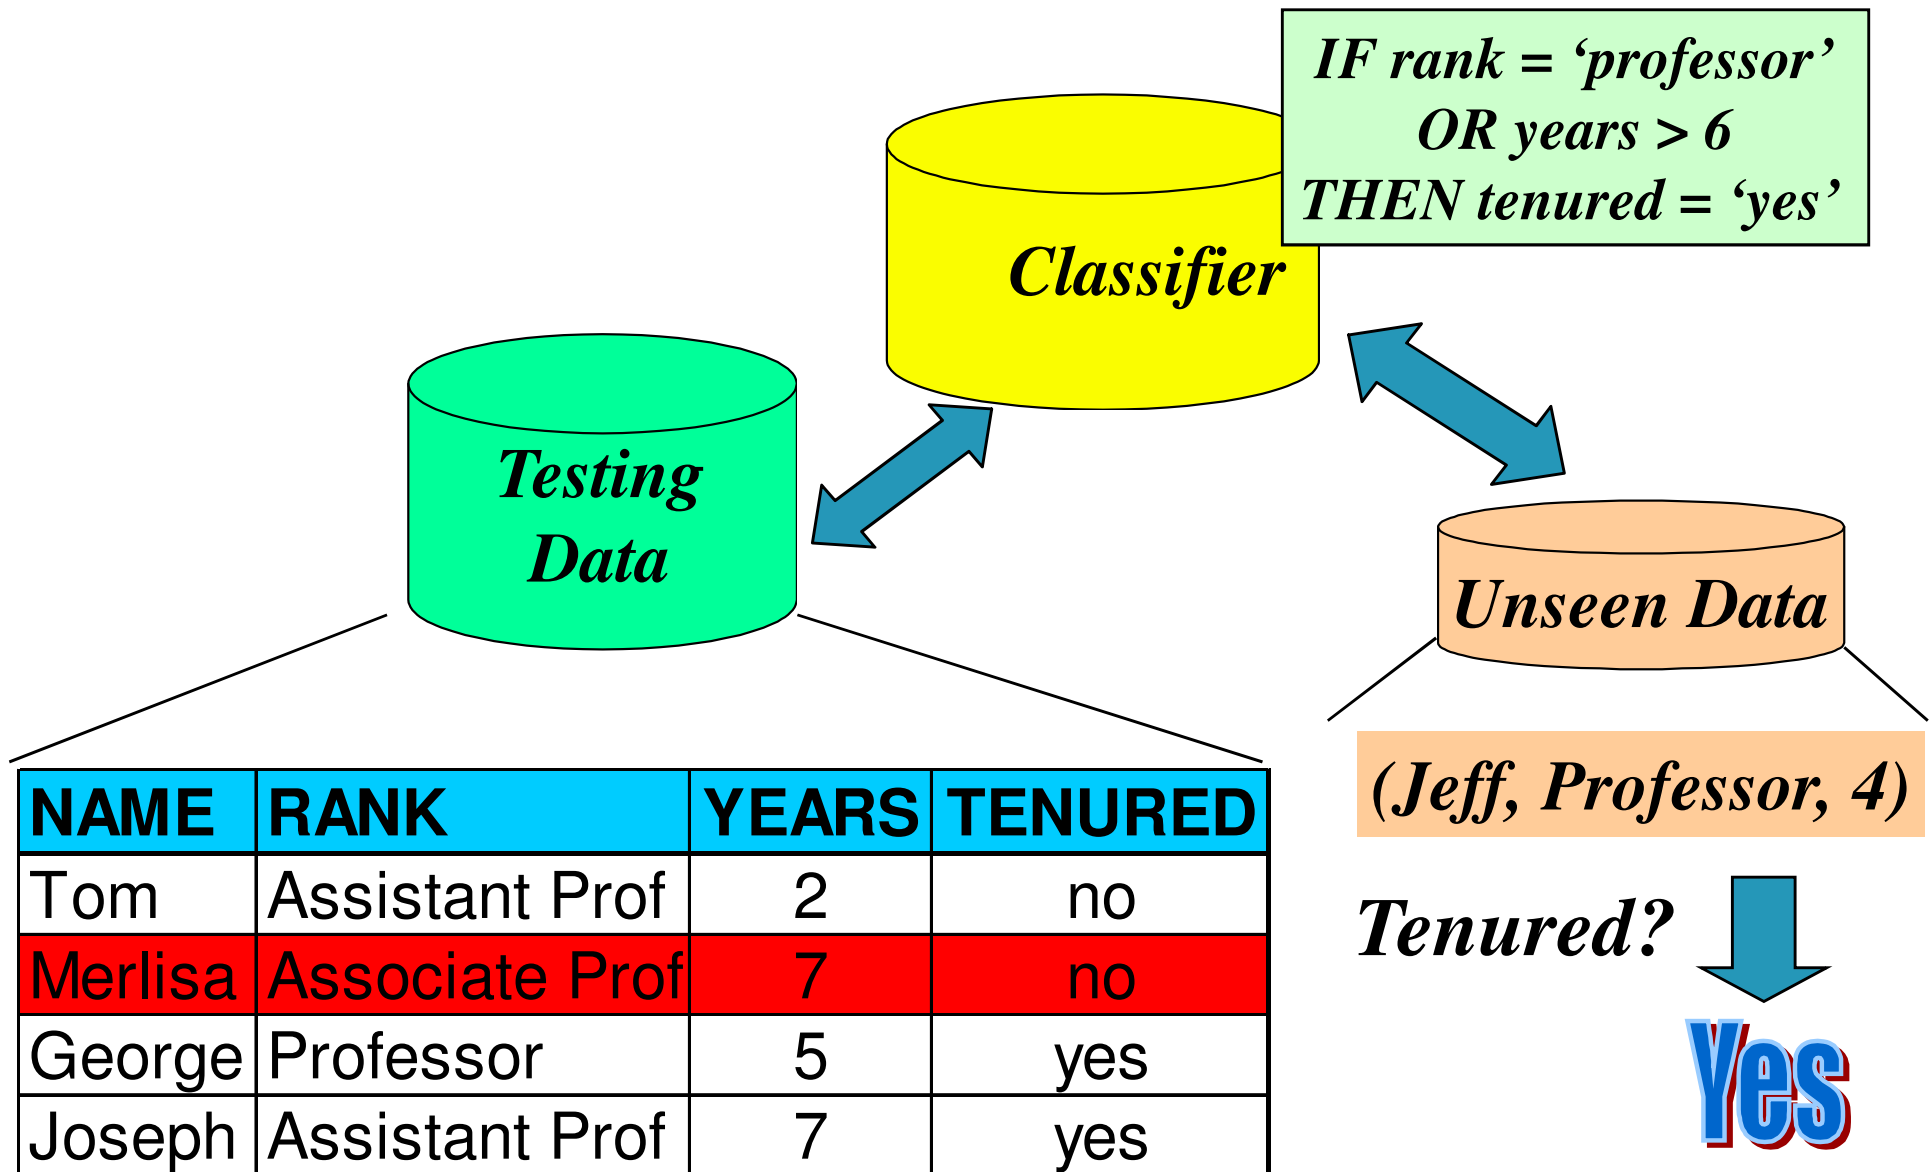 IF rank = ‘professor’
OR years > 6
THEN tenured = ‘yes’
Classifier
Testing
Data
Unseen Data
(Jeff, Professor, 4)
NAME RANK YEARS TENURED
Tom Assistant Prof 2 no
Merlisa Associate Prof 7 no
George Professor 5 yes
Joseph Assistant Prof 7 yes
Tenured?
Yes